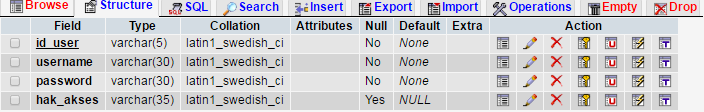 Browse Structure SQL Search Insert Export Import Operations Empty Drop
Field Type Collation Attributes Null Default Extra Action
id_user varchar(5) latin1_swedish_ci No None
username varchar(30) latin1_swedish_ci No None
password varchar(30) latin1_swedish_ci No None
hak_akses varchar(35) latin1_swedish_ci Yes NULL